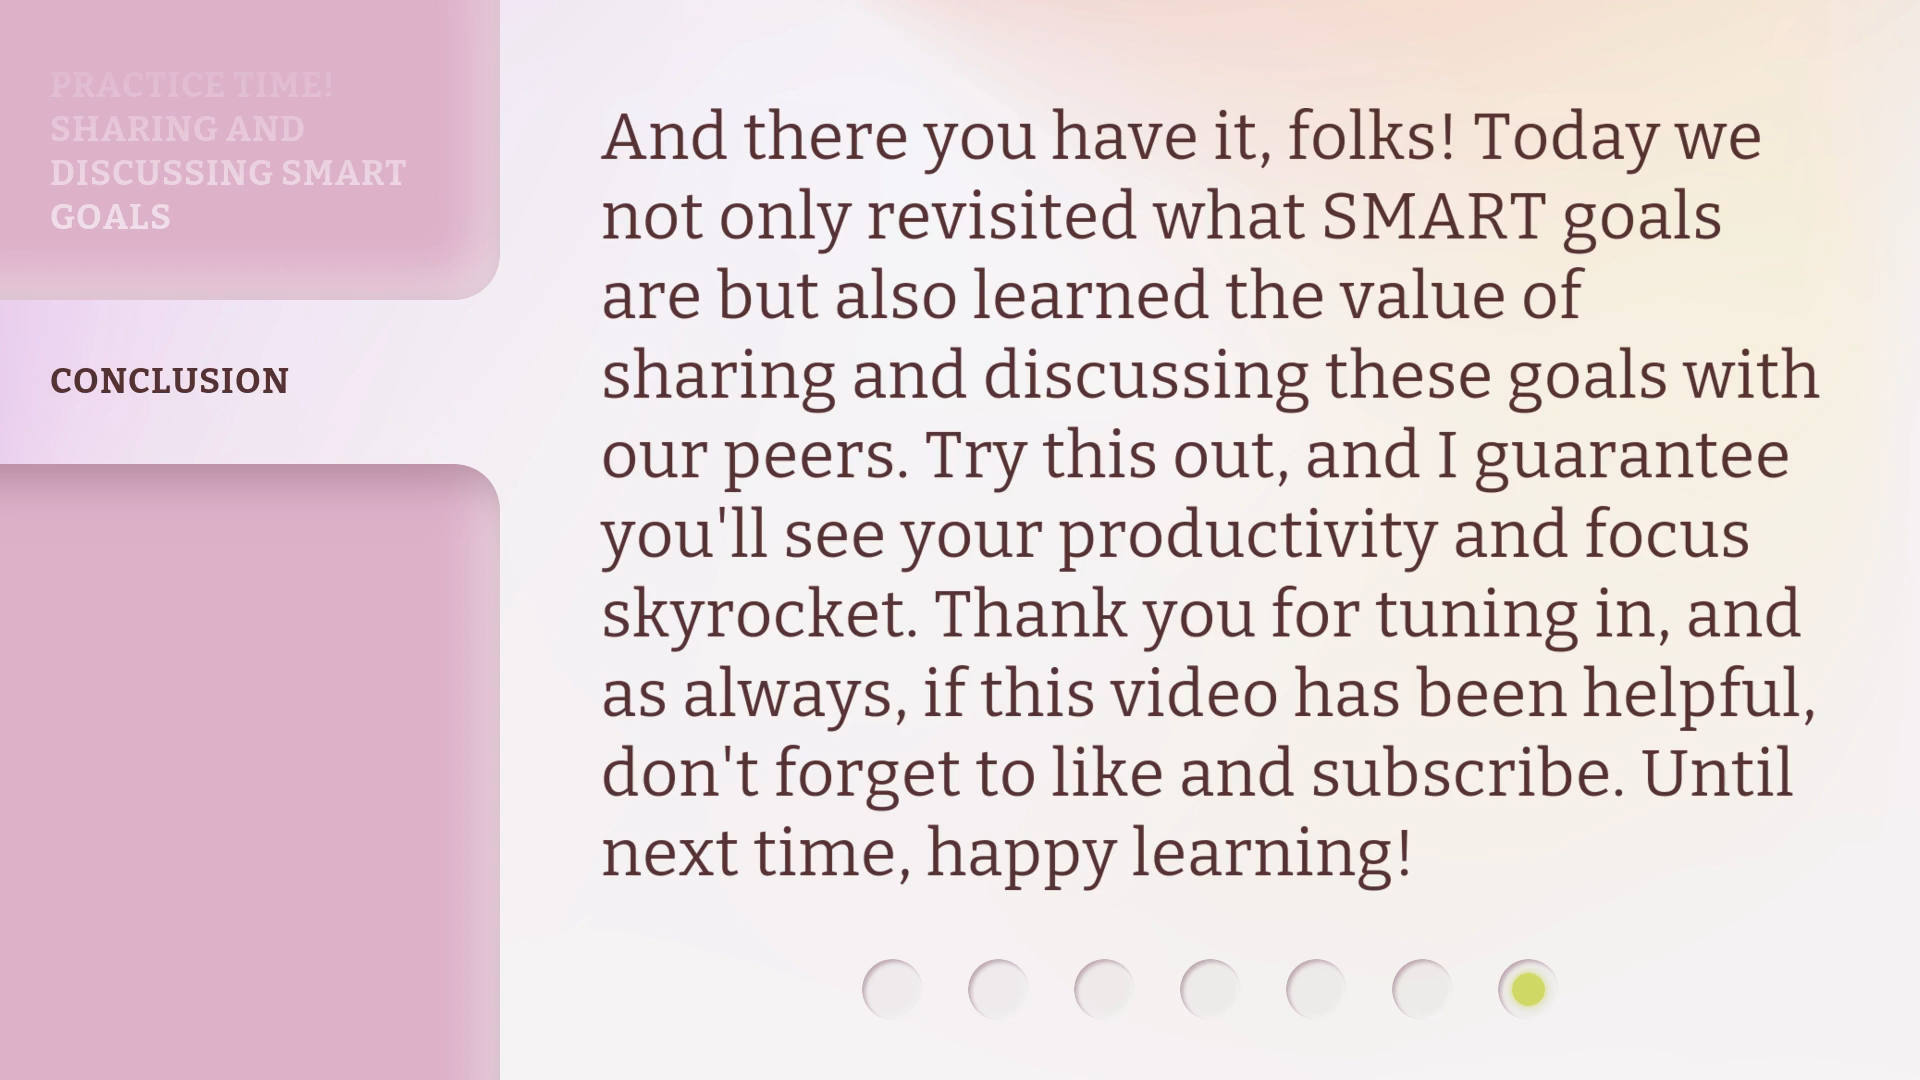 PRACTICE TIME!
SHARING AND
DISCUSSING SMART
GOALS
CONCLUSION
And there you have it, folks! Today we
not only revisited what SMART goals
are but also learned the value of
sharing and discussing these goals with
our peers. Try this out, and I guarantee
you'll see your productivity and focus
skyrocket. Thank you for tuning in, and
as always, if this video has been helpful,
don't forget to like and subscribe. Until
next time, happy learning!